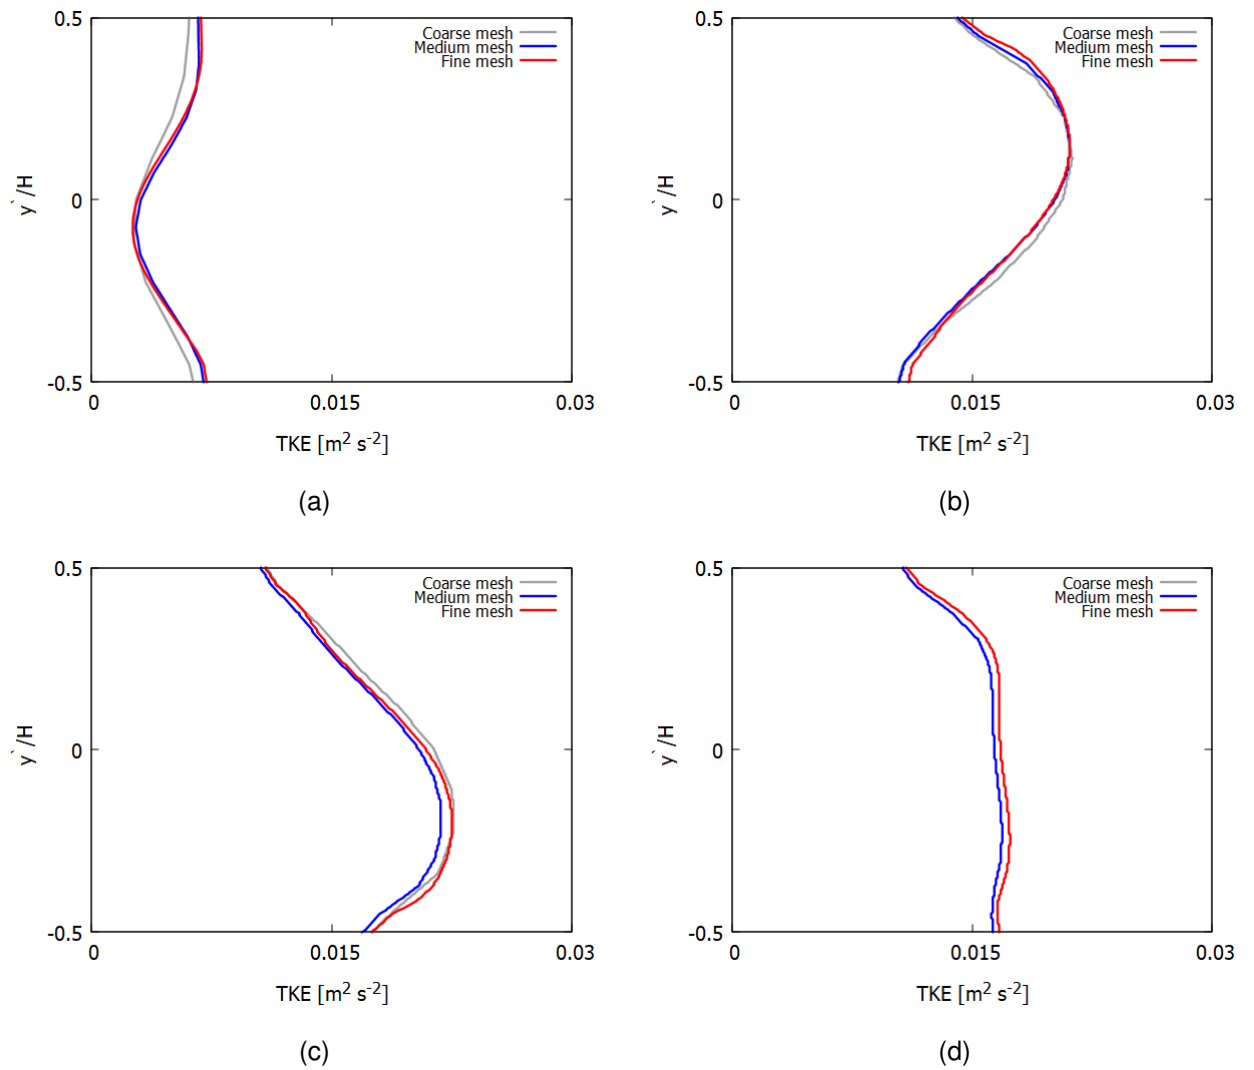 0.5
Coarse mesh
Medium mesh
Fine mesh
y`/H
0
-0.5
0 0.015 0.03
TKE [m² s⁻²]
(a)
0.5
Coarse mesh
Medium mesh
Fine mesh
y`/H
0
-0.5
0 0.015 0.03
TKE [m² s⁻²]
(b)
0.5
Coarse mesh
Medium mesh
Fine mesh
y`/H
0
-0.5
0 0.015 0.03
TKE [m² s⁻²]
(c)
0.5
Coarse mesh
Medium mesh
Fine mesh
y`/H
0
-0.5
0 0.015 0.03
TKE [m² s⁻²]
(d)